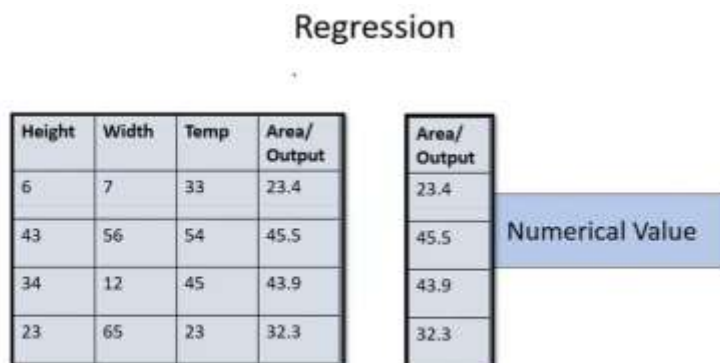 Regression
Height Width Temp Area/
Output
6 7 33 23.4
43 56 54 45.5
34 12 45 43.9
23 65 23 32.3
Area/
Output
23.4
45.5
43.9
32.3
Numerical Value